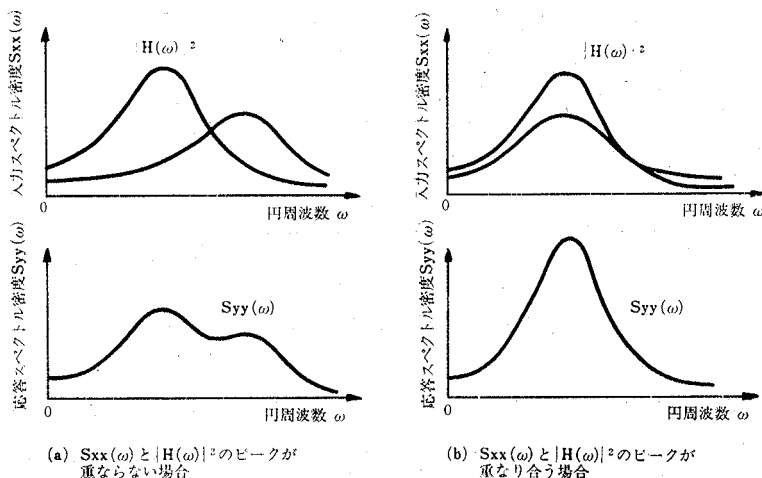 入力スペクトル密度Sxx(ω)
|H(ω)|²
0
円周波数 ω
入力スペクトル密度Sxx(ω)
|H(ω)|²
0
円周波数 ω
応答スペクトル密度Syy(ω)
Syy(ω)
0
円周波数 ω
応答スペクトル密度Syy(ω)
Syy(ω)
0
円周波数 ω
(a) Sxx(ω)と|H(ω)|²のピークが
重ならない場合
(b) Sxx(ω)と|H(ω)|²のピークが
重なり合う場合